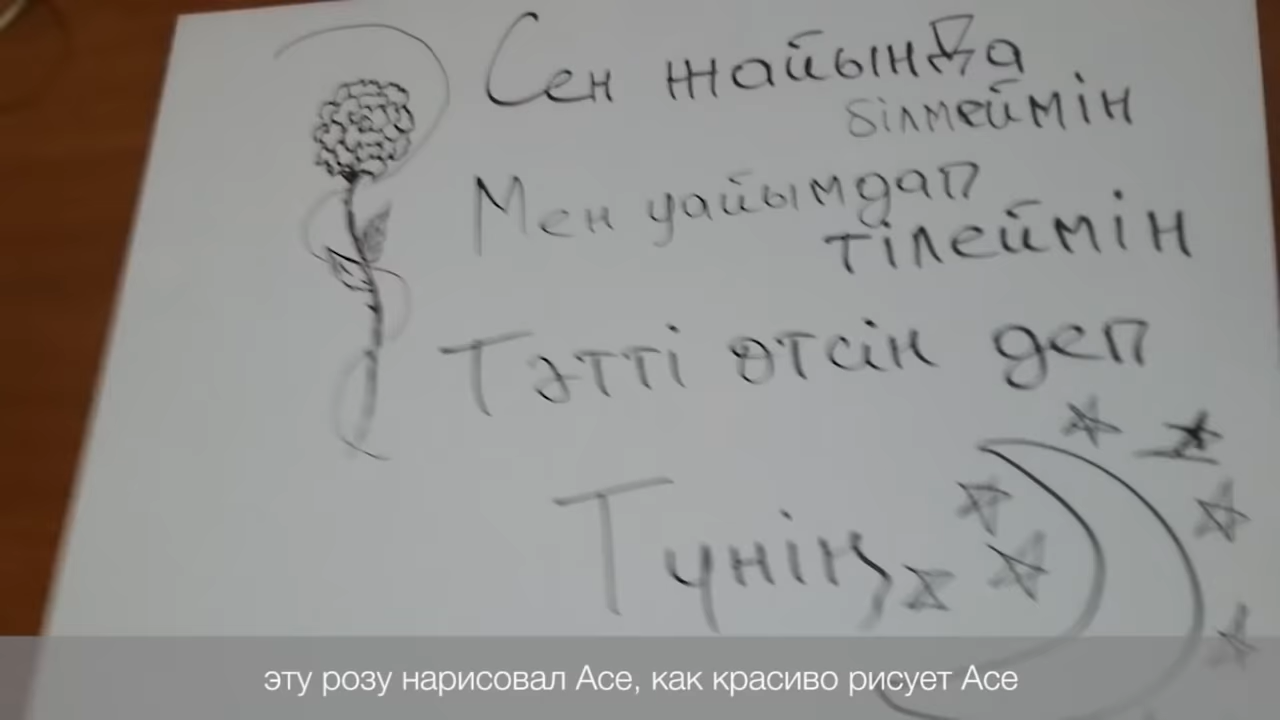 Сен жайында
білмеймін
Мен уайымдап
тілеймін
Тәтті өтсін деп
Түнің
эту розу нарисовал Асе, как красиво рисует Асе